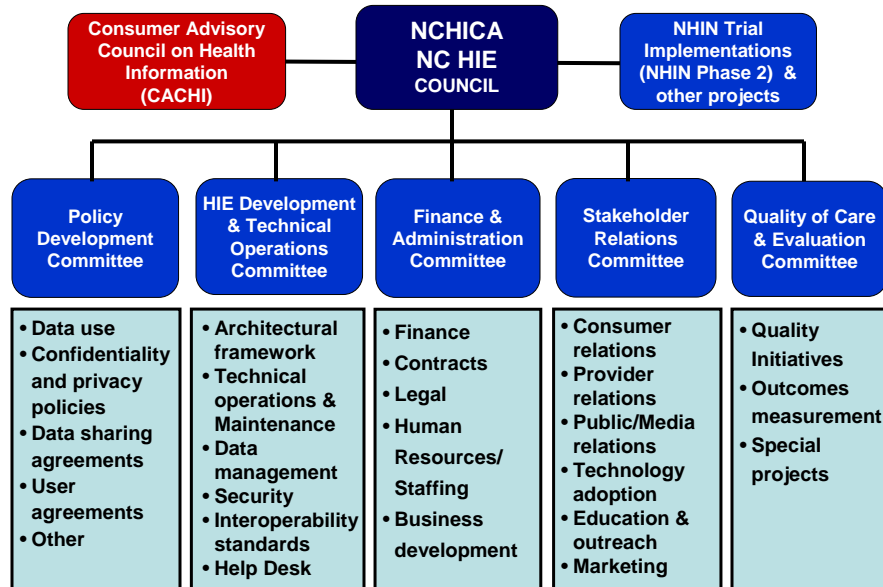 Consumer Advisory
Council on Health
Information
(CACHI)
NCHICA
NC HIE
COUNCIL
NHIN Trial
Implementations
(NHIN Phase 2) &
other projects
Policy
Development
Committee
HIE Development
& Technical
Operations
Committee
Finance &
Administration
Committee
Stakeholder
Relations
Committee
Quality of Care
& Evaluation
Committee
• Data use
• Confidentiality
and privacy
policies
• Data sharing
agreements
• User
agreements
• Other
• Architectural
framework
• Technical
operations &
Maintenance
• Data
management
• Security
• Interoperability
standards
• Help Desk
• Finance
• Contracts
• Legal
• Human
Resources/
Staffing
• Business
development
• Consumer
relations
• Provider
relations
• Public/Media
relations
• Technology
adoption
• Education &
outreach
• Marketing
• Quality
Initiatives
• Outcomes
measurement
• Special
projects